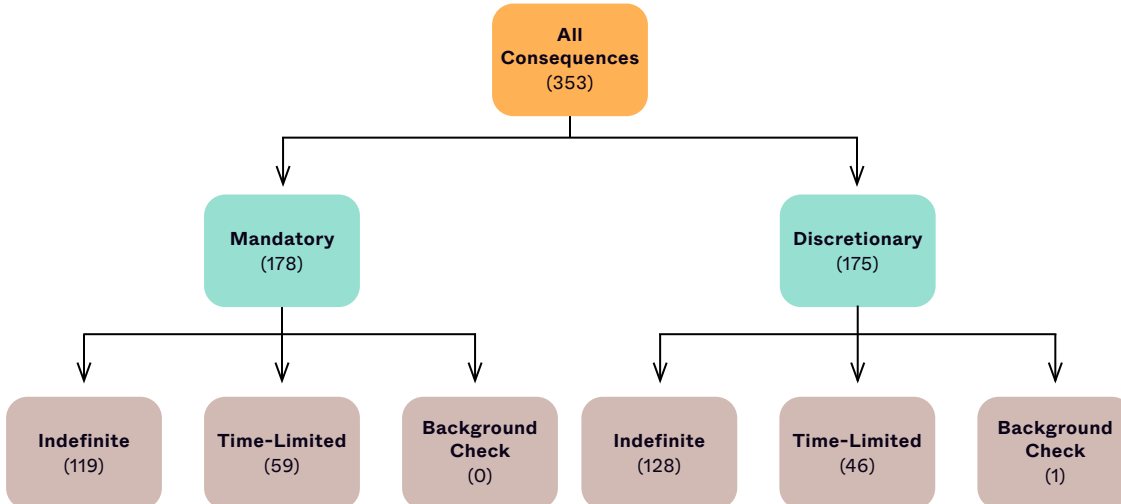 All
Consequences
(353)
Mandatory
(178)
Discretionary
(175)
Indefinite
(119)
Time-Limited
(59)
Background
Check
(0)
Indefinite
(128)
Time-Limited
(46)
Background
Check
(1)